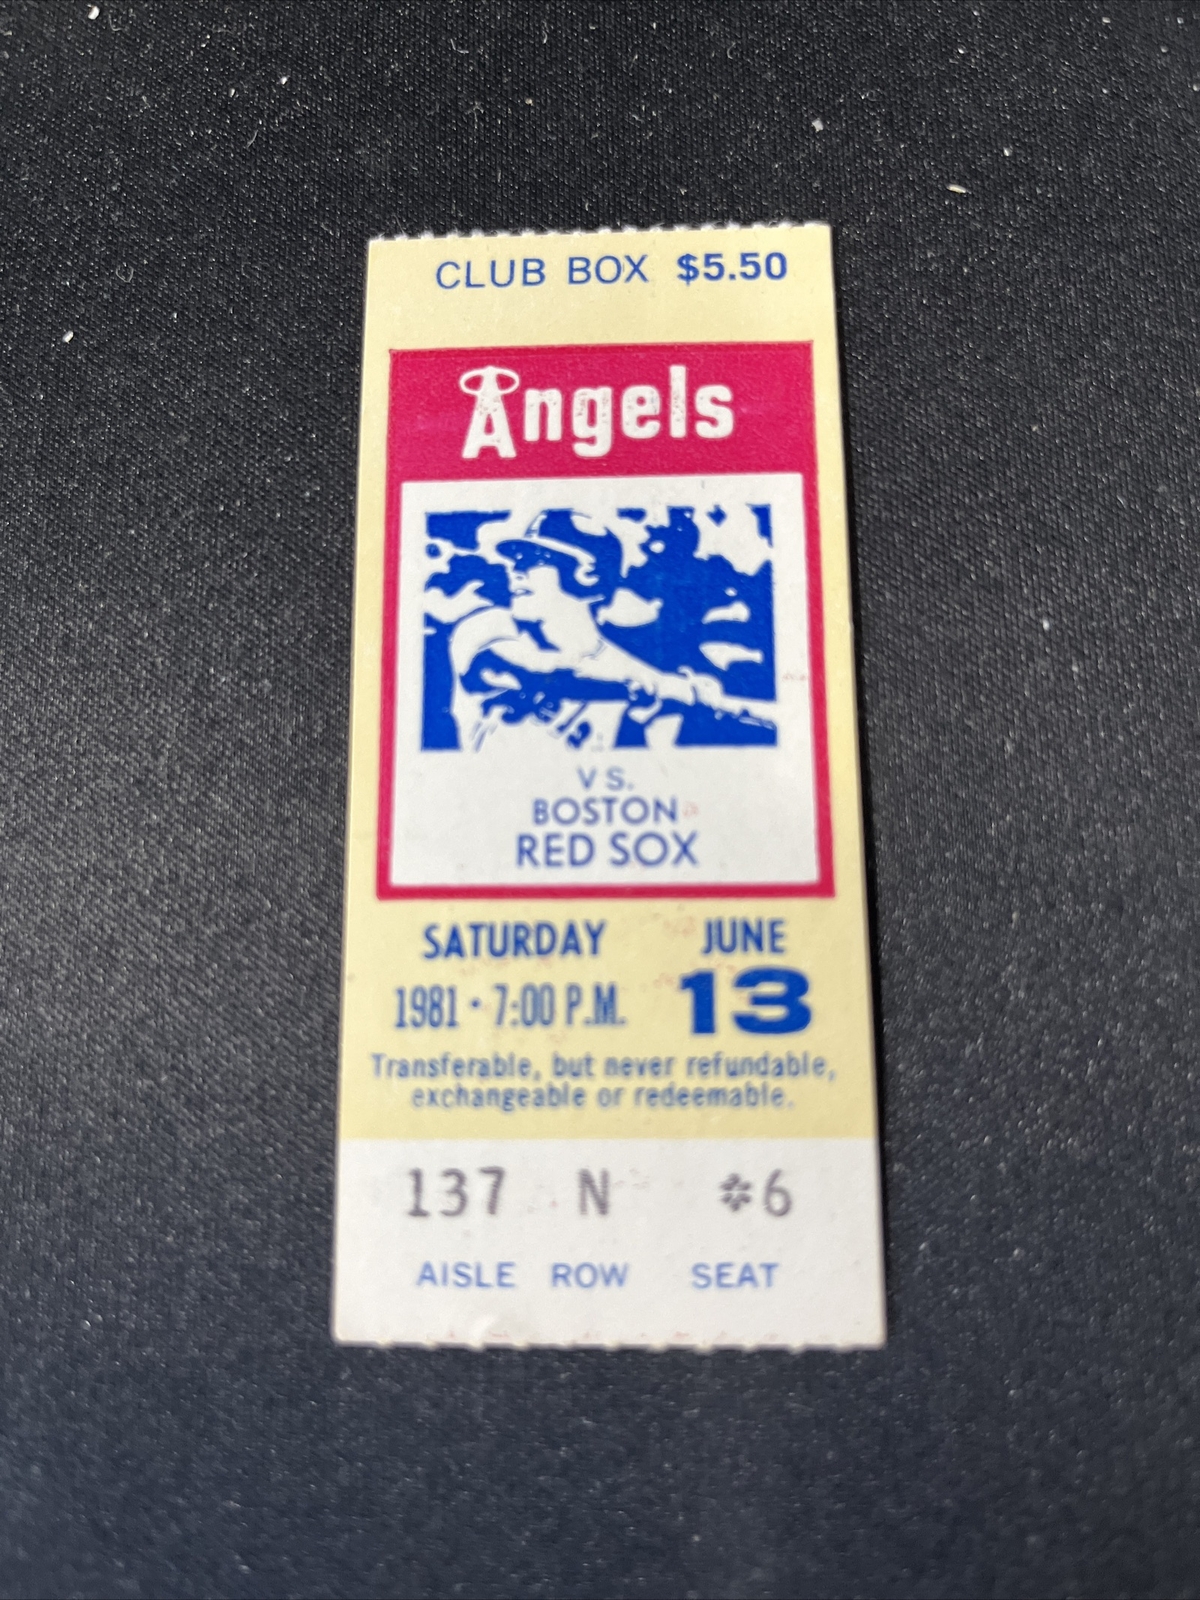 CLUB BOX $5.50
Angels
VS.
BOSTON
RED SOX
SATURDAY JUNE
1981 • 7:00 P.M. 13
Transferable, but never refundable,
exchangeable or redeemable.
137 N *6
AISLE ROW SEAT